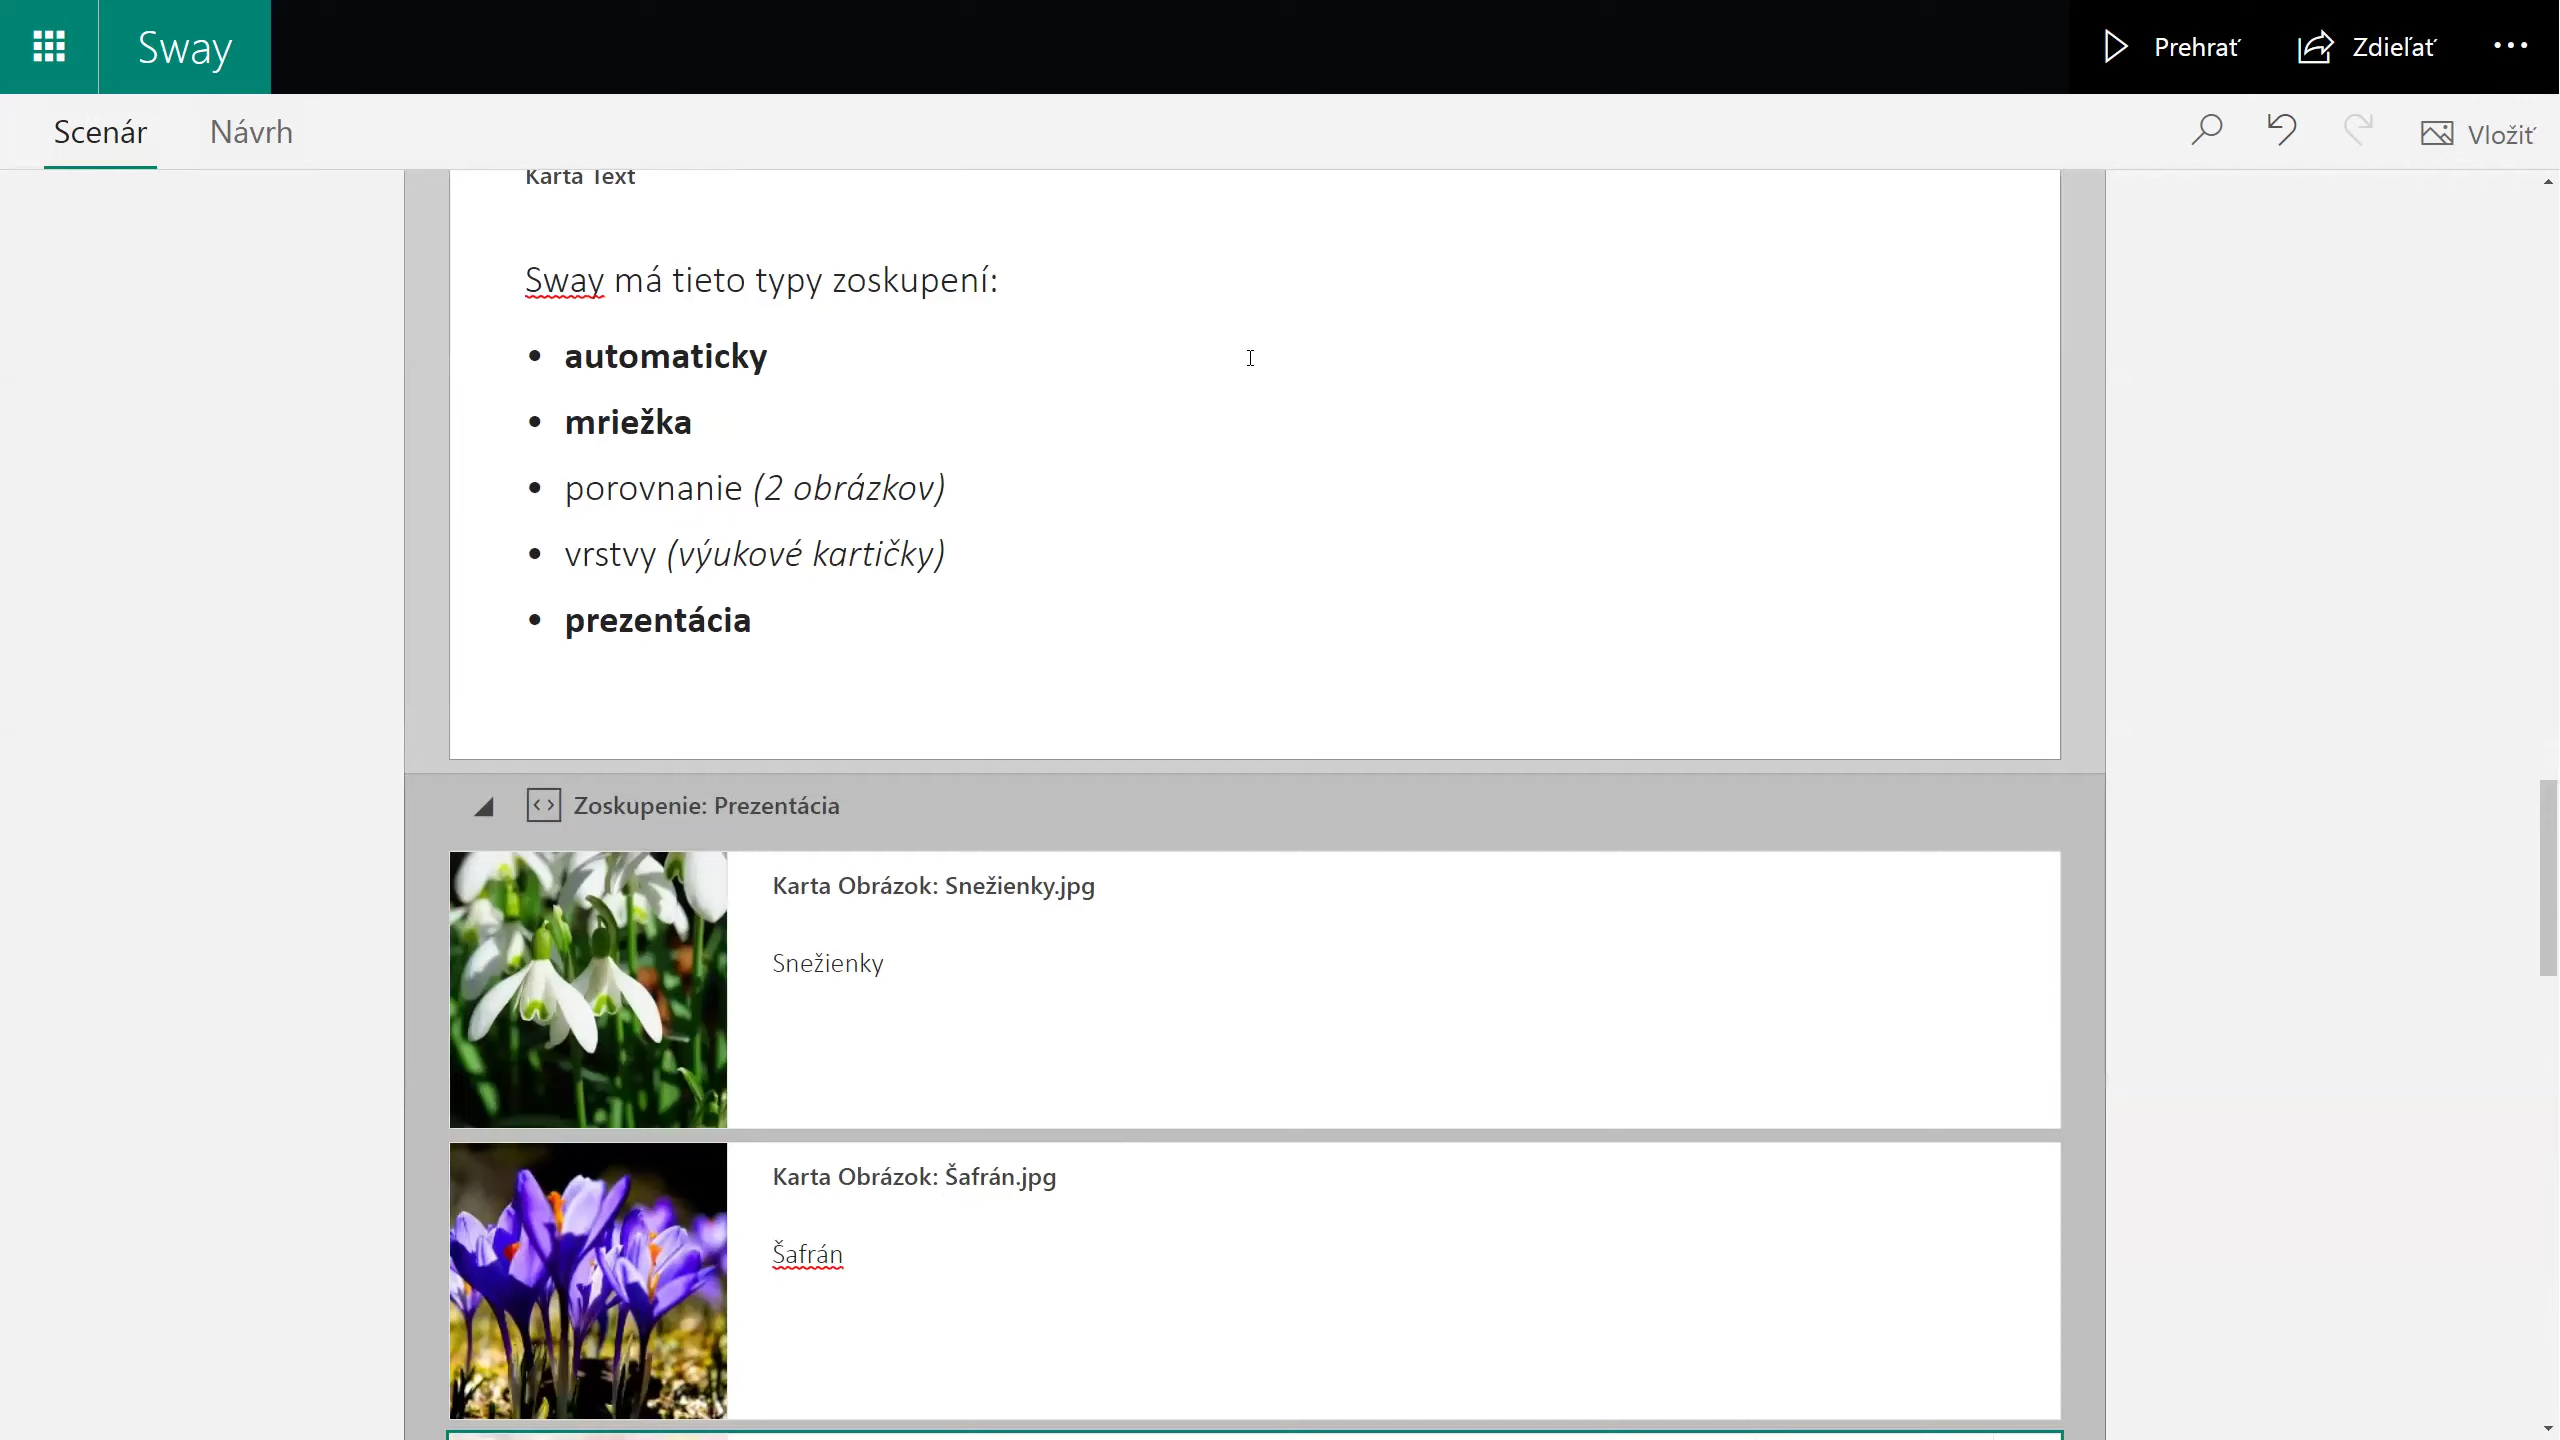 Sway
Prehrať
Zdieľať
Scenár
Návrh
Vložiť
Karta Text
Sway má tieto typy zoskupení:
• automaticky
• mriežka
• porovnanie (2 obrázkov)
• vrstvy (výukové kartičky)
• prezentácia
Zoskupenie: Prezentácia
Karta Obrázok: Snežienky.jpg
Snežienky
Karta Obrázok: Šafrán.jpg
Šafrán